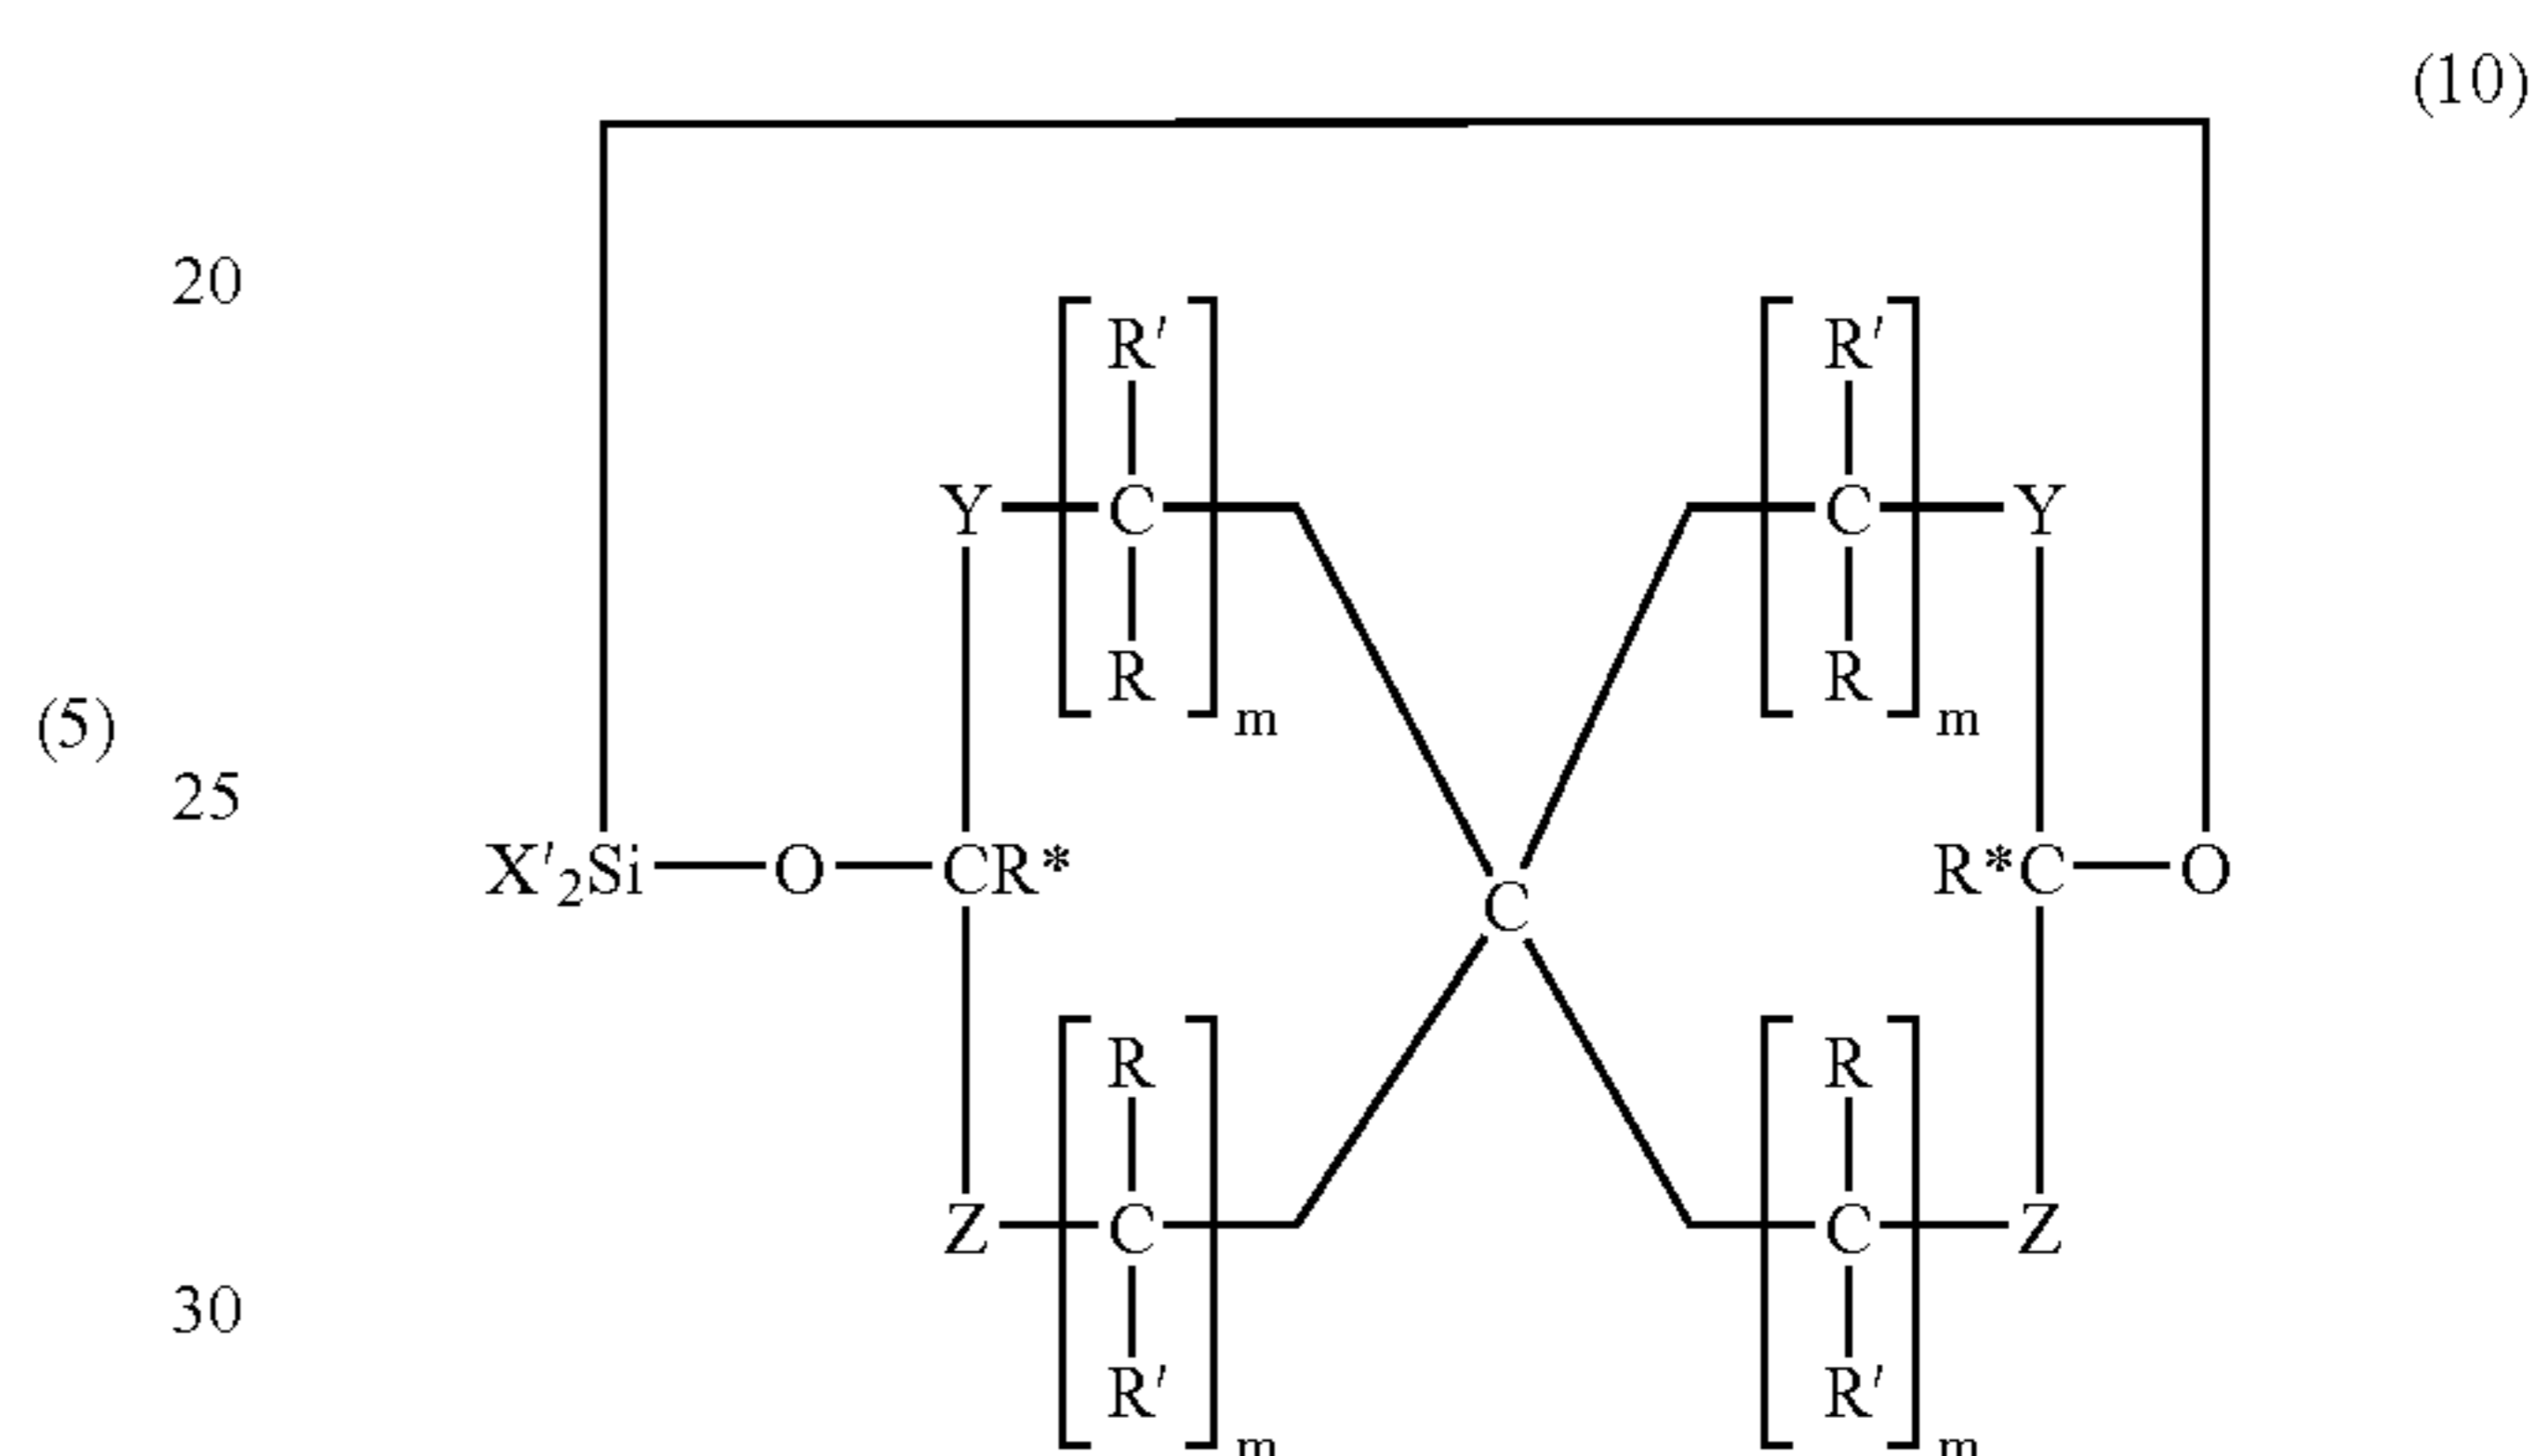 (10)
20
R′ R′
Y C C Y
R R
m m
(5)
25
X′₂Si O CR* R*C O
C
R R
Z C C Z
30
R′ R′
m m